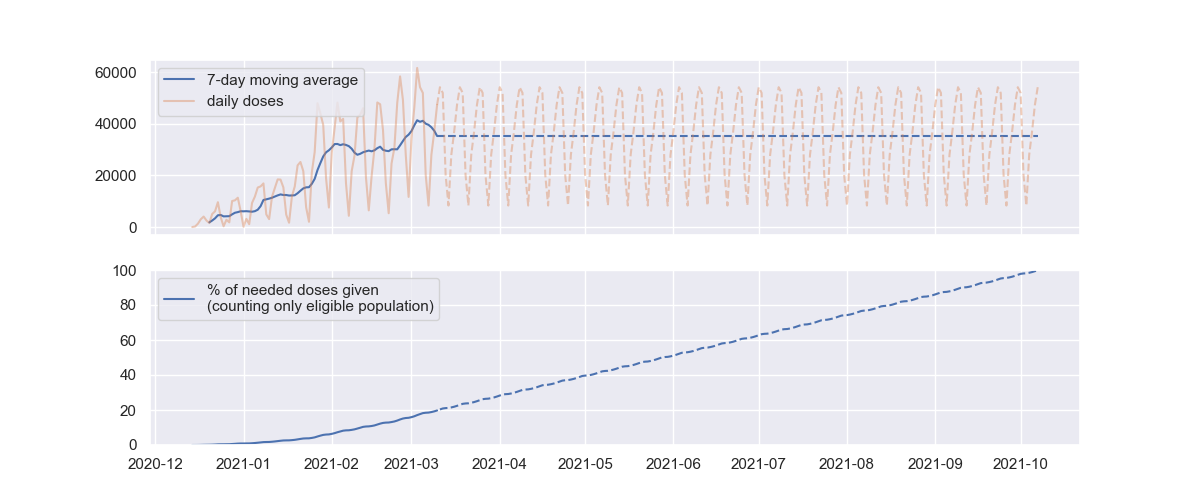 60000
40000
20000
0
7-day moving average
daily doses
100
80
60
40
20
0
% of needed doses given
(counting only eligible population)
2020-12 2021-01 2021-02 2021-03 2021-04 2021-05 2021-06 2021-07 2021-08 2021-09 2021-10